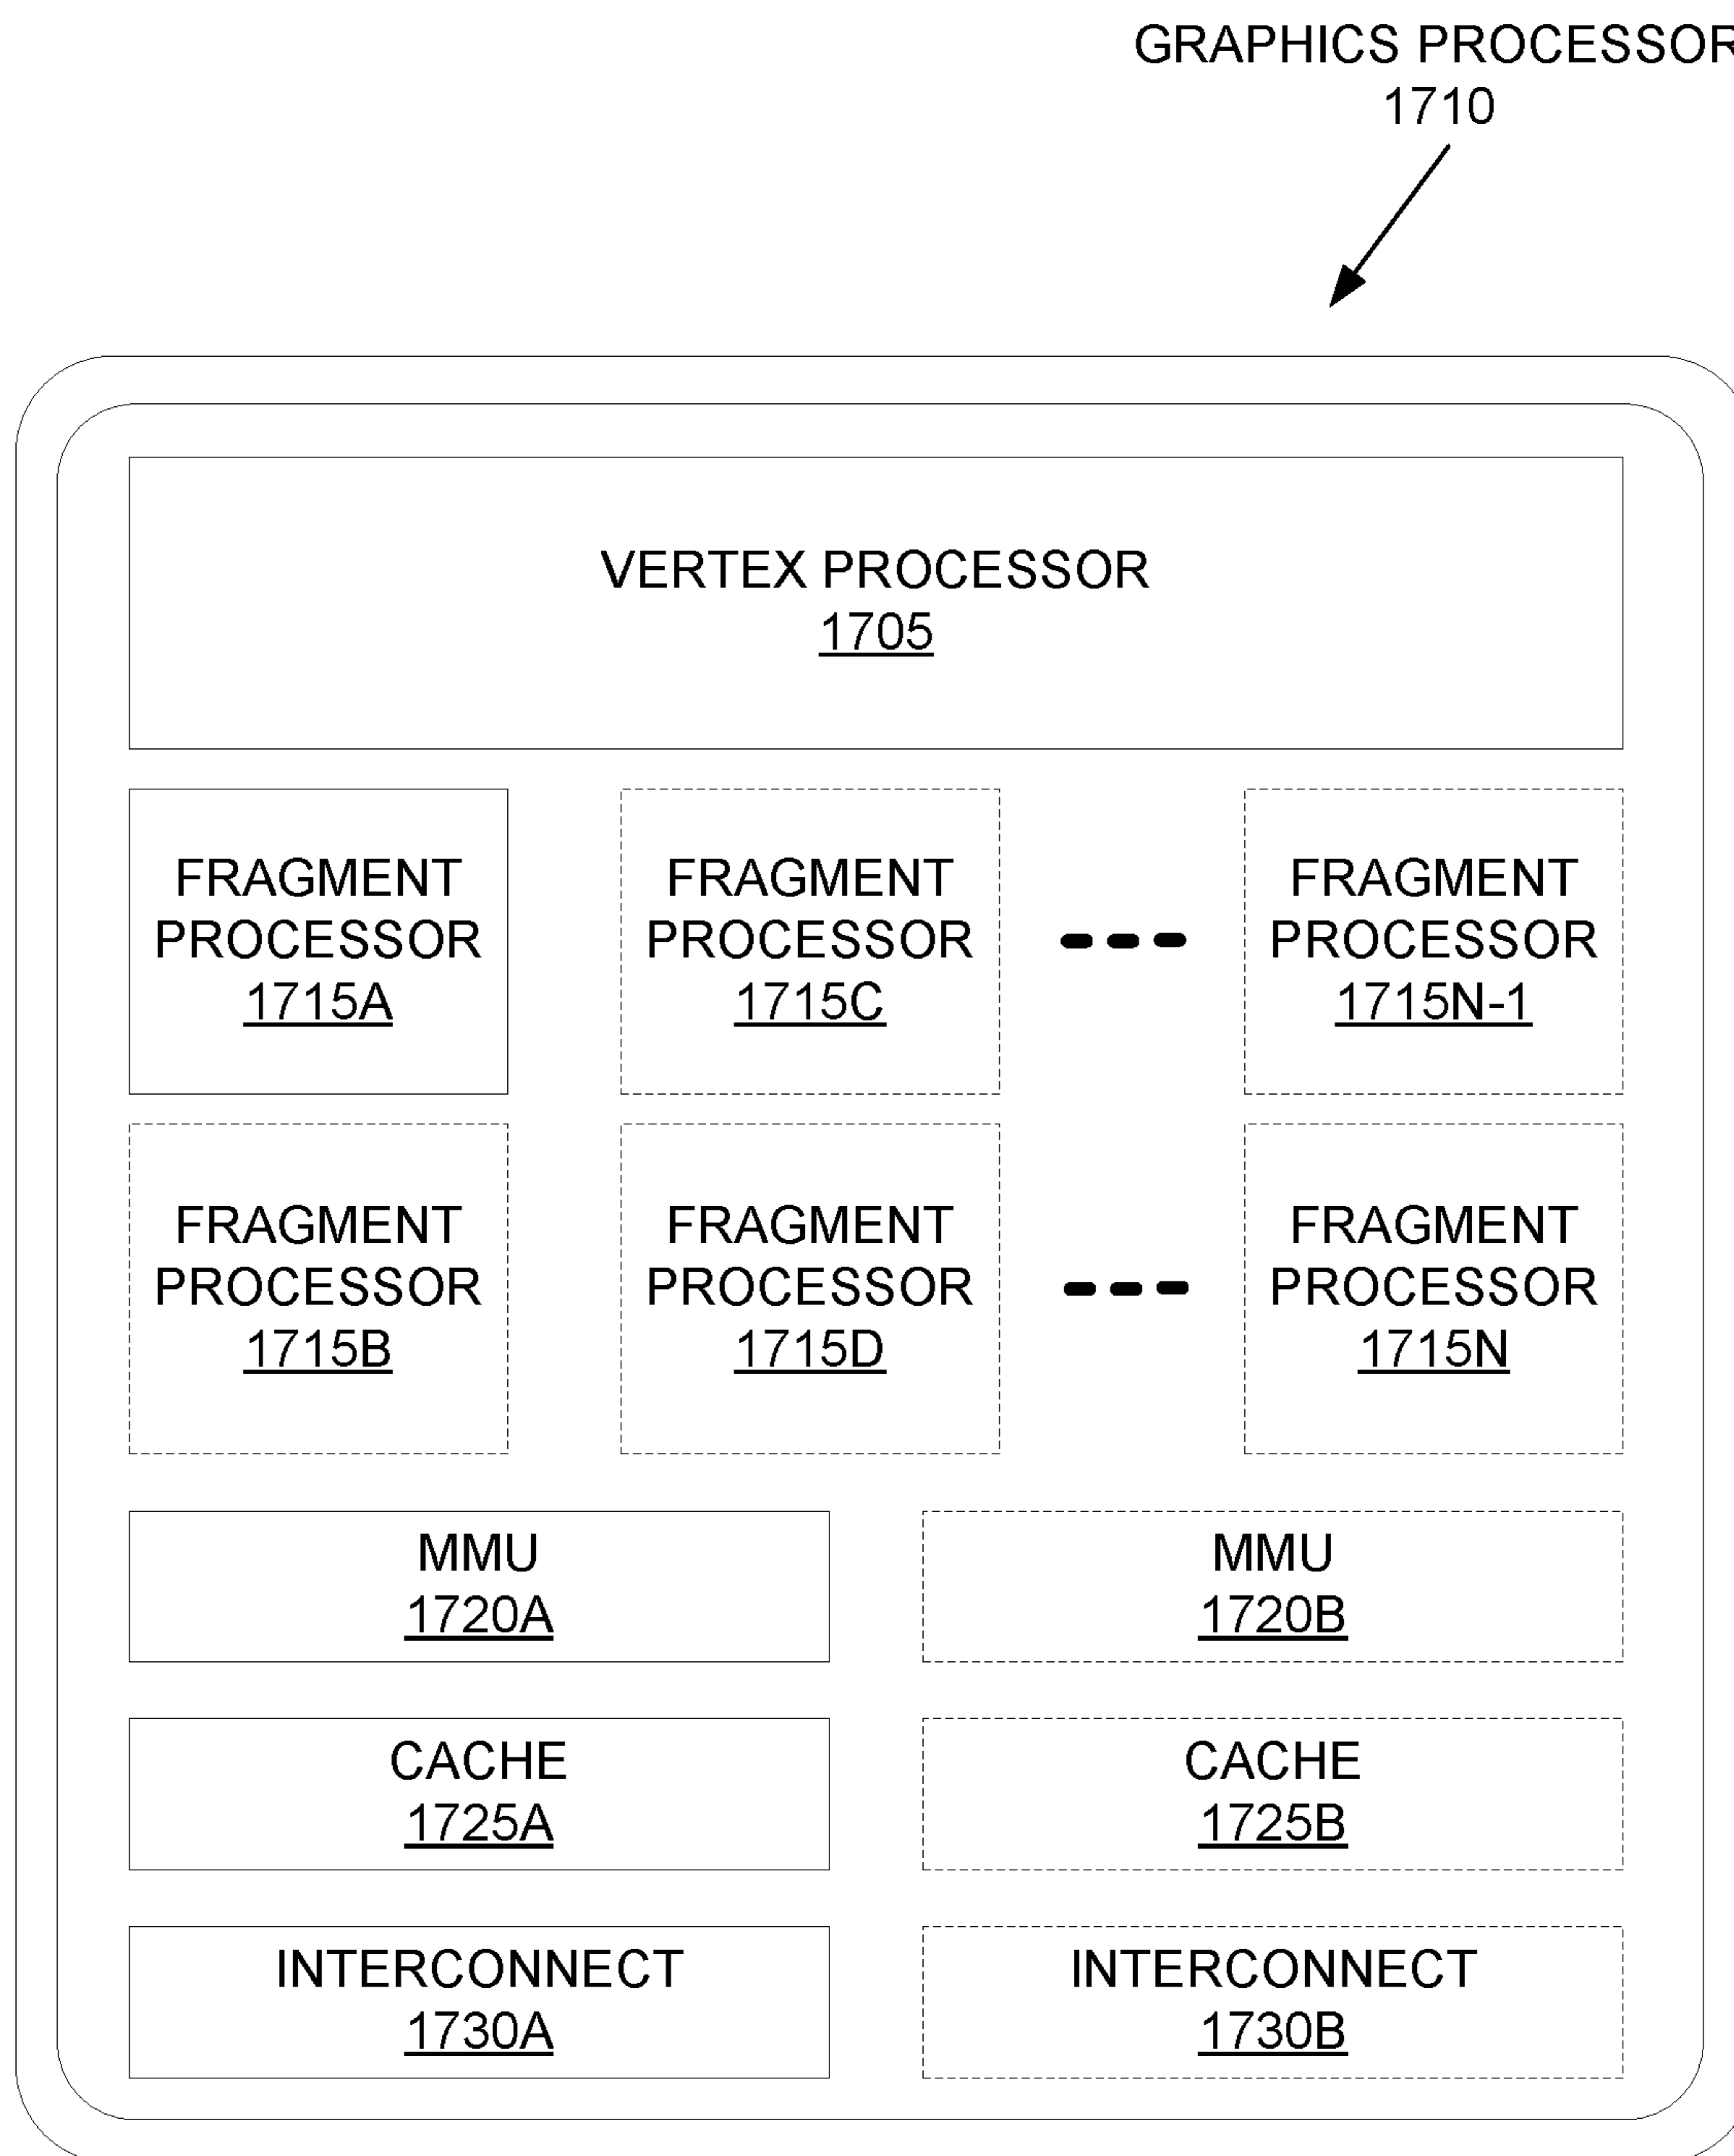 GRAPHICS PROCESSOR
1710
VERTEX PROCESSOR
1705
FRAGMENT
PROCESSOR
1715A
FRAGMENT
PROCESSOR
1715C
FRAGMENT
PROCESSOR
1715N-1
FRAGMENT
PROCESSOR
1715B
FRAGMENT
PROCESSOR
1715D
FRAGMENT
PROCESSOR
1715N
MMU
1720A
MMU
1720B
CACHE
1725A
CACHE
1725B
INTERCONNECT
1730A
INTERCONNECT
1730B